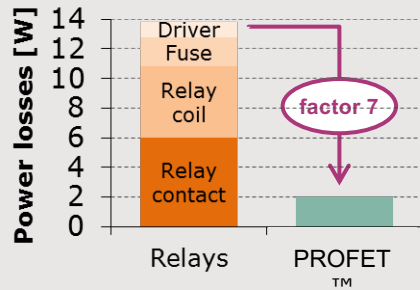 Power losses [W]
14
12
10
8
6
4
2
0
Driver
Fuse
Relay
coil
Relay
contact
factor 7
Relays
PROFET
™